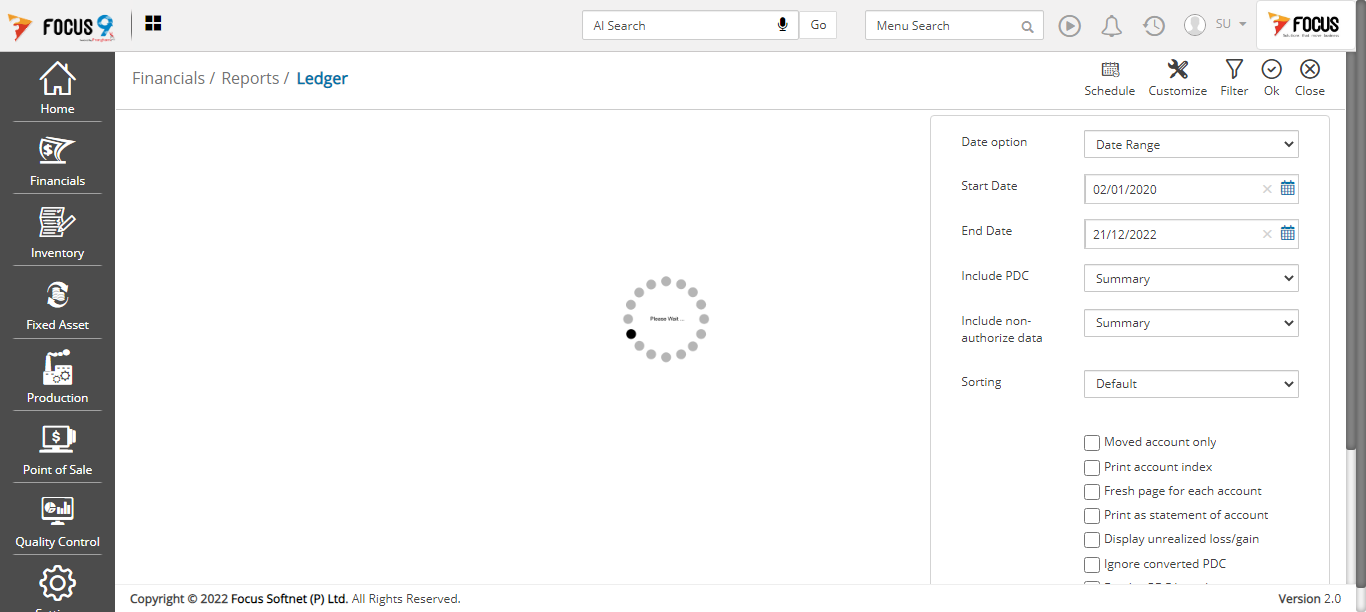 FOCUS 9
AI Search
Go
Menu Search
SU
FOCUS
Home
Financials
Inventory
Fixed Asset
Production
Point of Sale
Quality Control
Financials / Reports / Ledger
Schedule
Customize
Filter
Ok
Close
Please Wait ...
Date option
Date Range
Start Date
02/01/2020
End Date
21/12/2022
Include PDC
Summary
Include non-
authorize data
Summary
Sorting
Default
Moved account only
Print account index
Fresh page for each account
Print as statement of account
Display unrealized loss/gain
Ignore converted PDC
Copyright © 2022 Focus Softnet (P) Ltd. All Rights Reserved.
Version 2.0